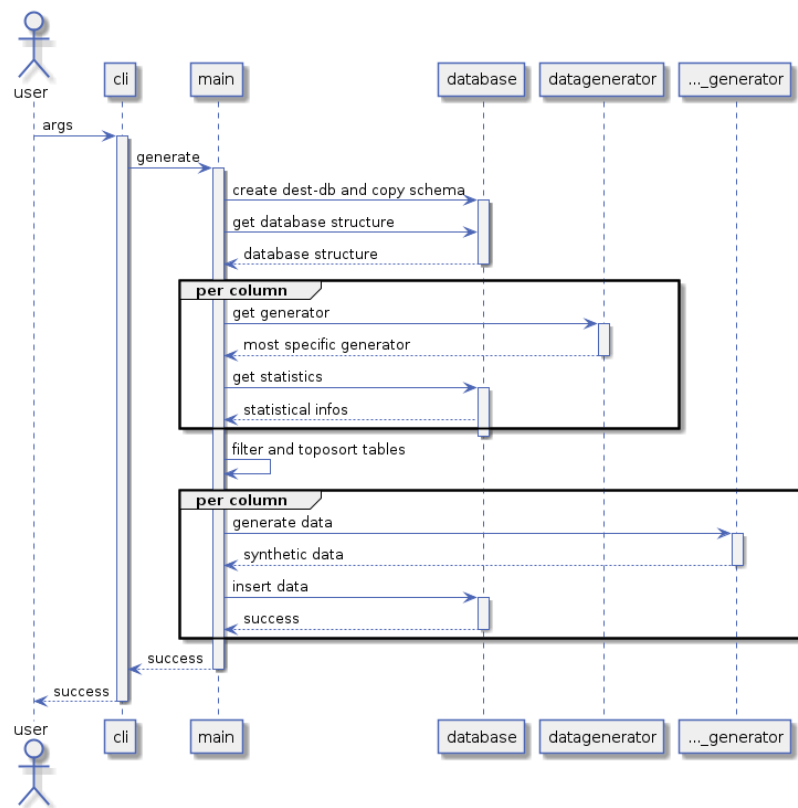 user
cli
main
database
datagenerator
..._generator
args
generate
create dest-db and copy schema
get database structure
database structure
per column
get generator
most specific generator
get statistics
statistical infos
filter and toposort tables
per column
generate data
synthetic data
insert data
success
success
success
user
cli
main
database
datagenerator
..._generator